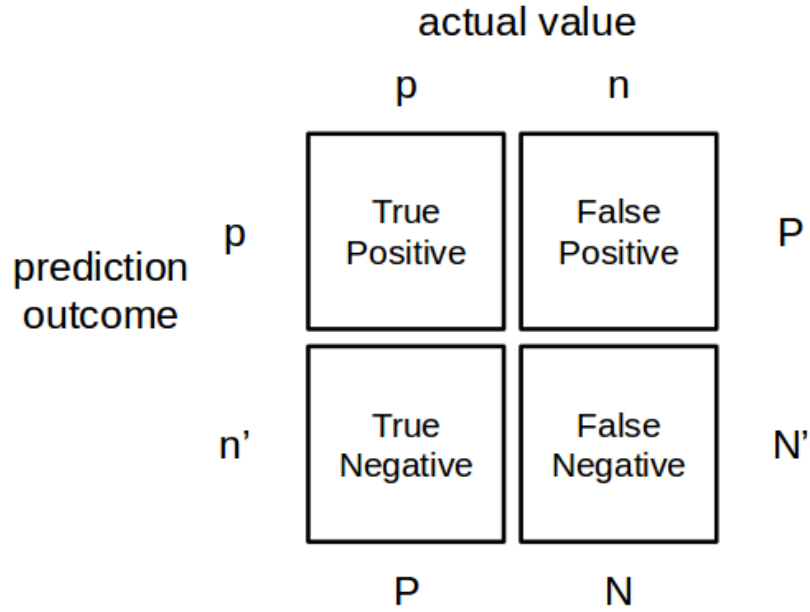 actual value
p n
True
Positive
False
Positive
p
P
prediction
outcome
True
Negative
False
Negative
n’
N’
P N